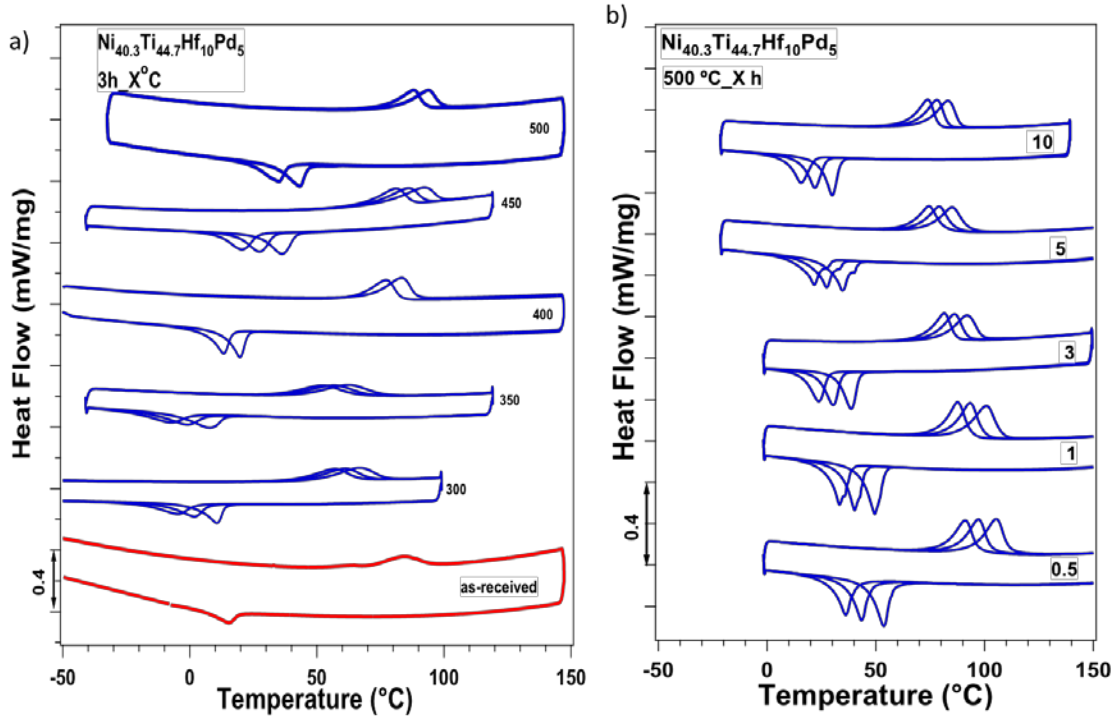 a)
Ni40.3Ti44.7Hf10Pd5
3h_X°C
500
450
400
350
300
as-received
0.4
Heat Flow (mW/mg)
-50 0 50 100 150
Temperature (°C)
b)
Ni40.3Ti44.7Hf10Pd5
500 ºC_X h
10
5
3
1
0.5
0.4
Heat Flow (mW/mg)
-50 0 50 100 150
Temperature (°C)